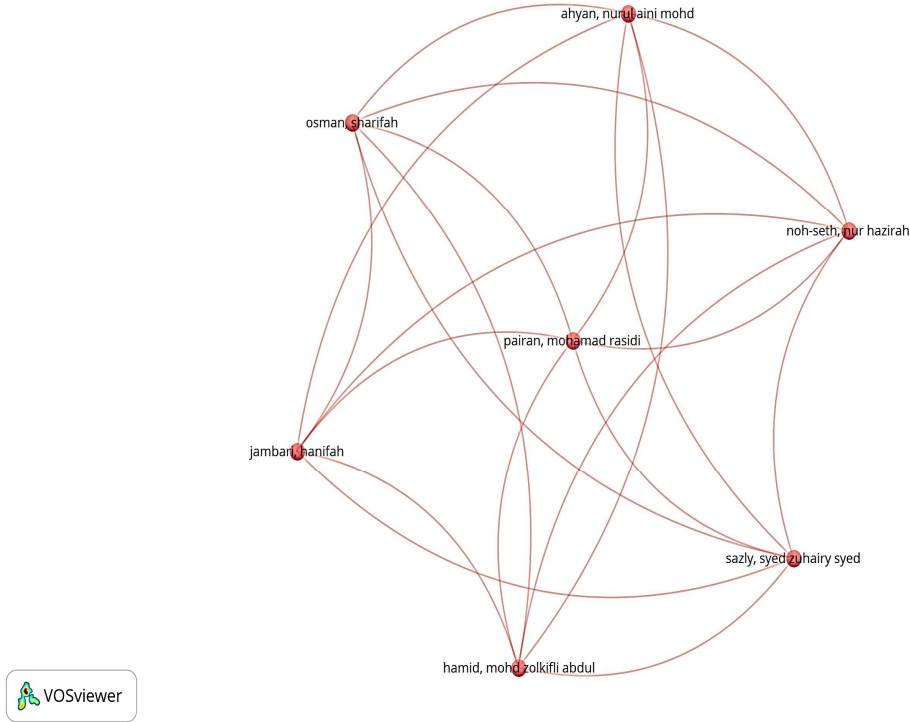 ahyan, nurul aini mohd
osman, sharifah
noh-seth, nur hazirah
pairan, mohamad rasidi
jambari, hanifah
sazly, syed zuhairy syed
hamid, mohd zolkifli abdul
VOSviewer